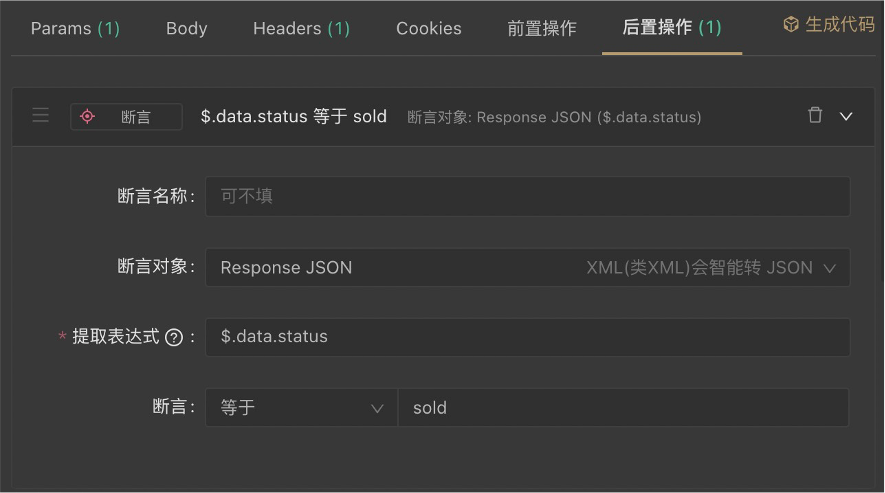 Params (1) Body Headers (1) Cookies 前置操作 后置操作 (1) 生成代码
断言 $.data.status 等于 sold 断言对象: Response JSON ($.data.status)
断言名称: 可不填
断言对象: Response JSON XML(类XML)会智能转 JSON
* 提取表达式 ? : $.data.status
断言: 等于 sold